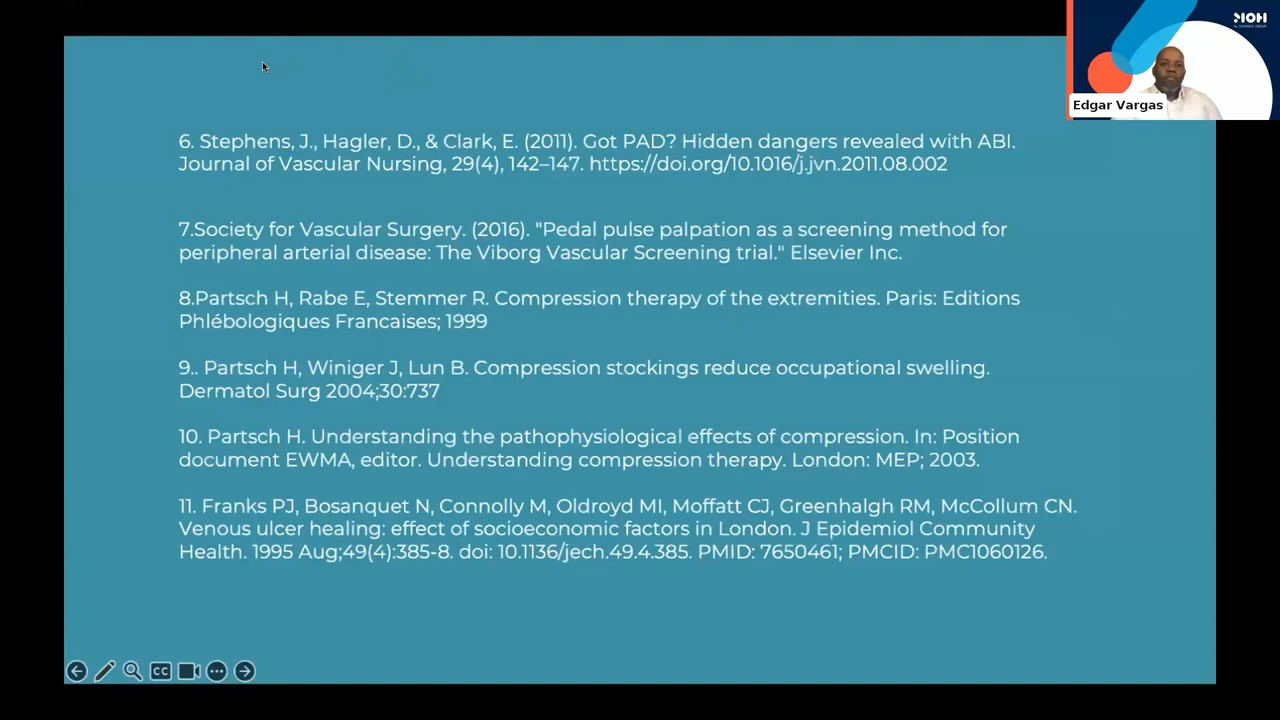 MOH
Edgar Vargas
6. Stephens, J., Hagler, D., & Clark, E. (2011). Got PAD? Hidden dangers revealed with ABI.
Journal of Vascular Nursing, 29(4), 142–147. https://doi.org/10.1016/j.jvn.2011.08.002
7.Society for Vascular Surgery. (2016). "Pedal pulse palpation as a screening method for
peripheral arterial disease: The Viborg Vascular Screening trial." Elsevier Inc.
8.Partsch H, Rabe E, Stemmer R. Compression therapy of the extremities. Paris: Editions
Phlébologiques Francaises; 1999
9.. Partsch H, Winiger J, Lun B. Compression stockings reduce occupational swelling.
Dermatol Surg 2004;30:737
10. Partsch H. Understanding the pathophysiological effects of compression. In: Position
document EWMA, editor. Understanding compression therapy. London: MEP; 2003.
11. Franks PJ, Bosanquet N, Connolly M, Oldroyd MI, Moffatt CJ, Greenhalgh RM, McCollum CN.
Venous ulcer healing: effect of socioeconomic factors in London. J Epidemiol Community
Health. 1995 Aug;49(4):385-8. doi: 10.1136/jech.49.4.385. PMID: 7650461; PMCID: PMC1060126.
CC